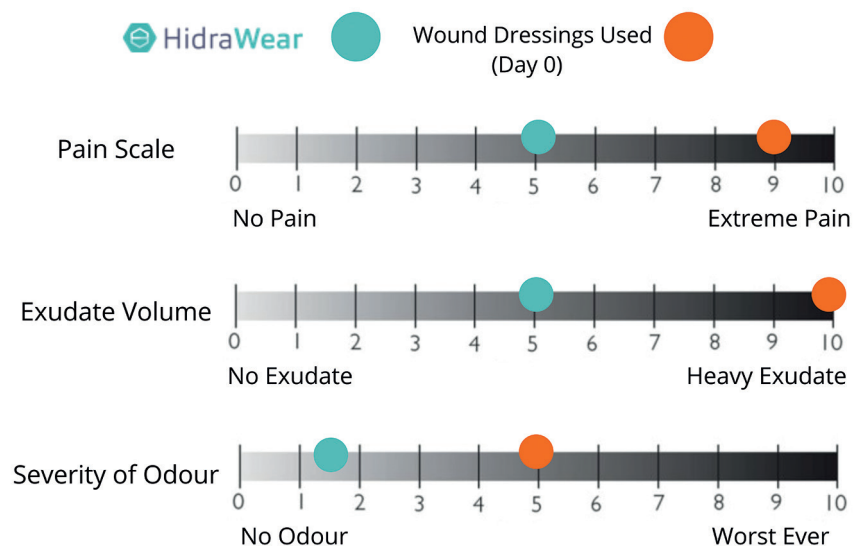 HidraWear
Wound Dressings Used
(Day 0)
Pain Scale
0 1 2 3 4 5 6 7 8 9 10
No Pain Extreme Pain
Exudate Volume
0 1 2 3 4 5 6 7 8 9 10
No Exudate Heavy Exudate
Severity of Odour
0 1 2 3 4 5 6 7 8 9 10
No Odour Worst Ever